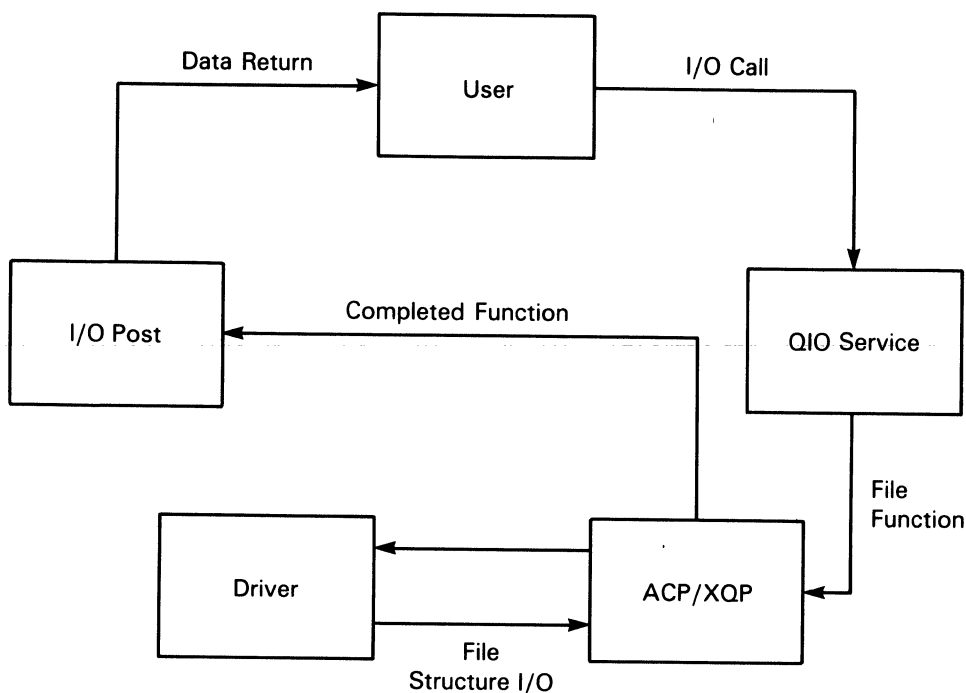 Data Return
I/O Call
User
I/O Post
Completed Function
QIO Service
File
Function
Driver
ACP/XQP
File
Structure I/O